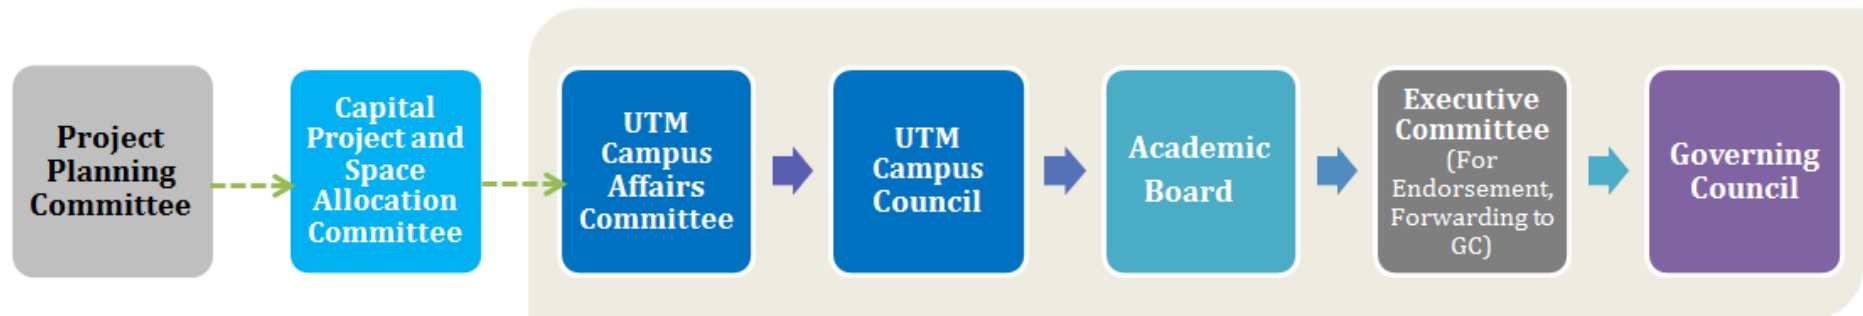 Project
Planning
Committee
Capital
Project and
Space
Allocation
Committee
UTM
Campus
Affairs
Committee
UTM
Campus
Council
Academic
Board
Executive
Committee
(For
Endorsement,
Forwarding to
GC)
Governing
Council